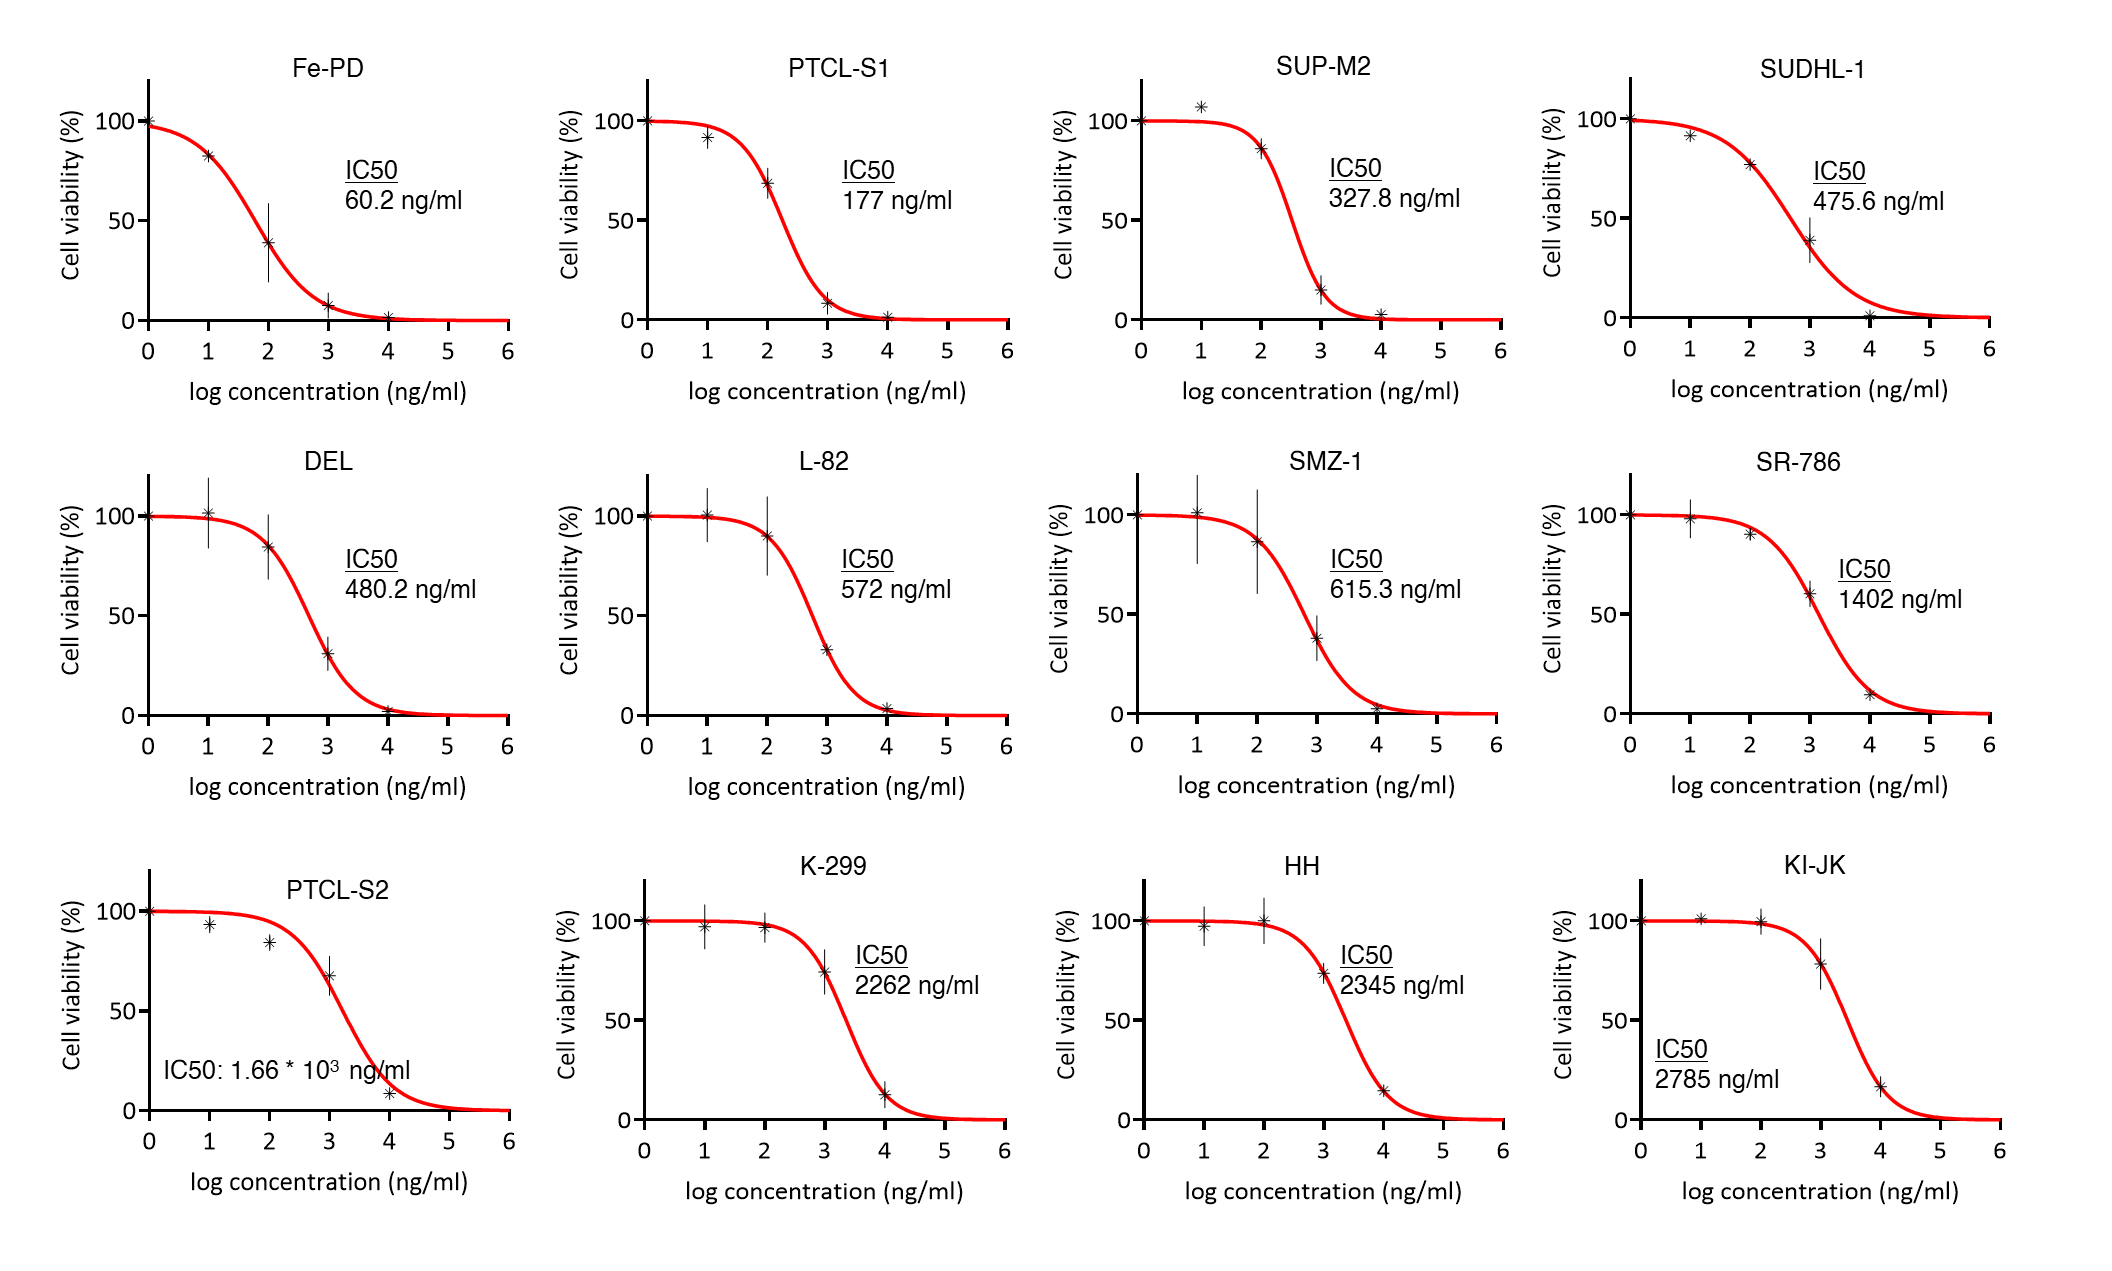 Fe-PD
Cell viability (%)
100
50
0
IC50
60.2 ng/ml
0 1 2 3 4 5 6
log concentration (ng/ml)
PTCL-S1
Cell viability (%)
100
50
0
IC50
177 ng/ml
0 1 2 3 4 5 6
log concentration (ng/ml)
SUP-M2
Cell viability (%)
100
50
0
IC50
327.8 ng/ml
0 1 2 3 4 5 6
log concentration (ng/ml)
SUDHL-1
Cell viability (%)
100
50
0
IC50
475.6 ng/ml
0 1 2 3 4 5 6
log concentration (ng/ml)
DEL
Cell viability (%)
100
50
0
IC50
480.2 ng/ml
0 1 2 3 4 5 6
log concentration (ng/ml)
L-82
Cell viability (%)
100
50
0
IC50
572 ng/ml
0 1 2 3 4 5 6
log concentration (ng/ml)
SMZ-1
Cell viability (%)
100
50
0
IC50
615.3 ng/ml
0 1 2 3 4 5 6
log concentration (ng/ml)
SR-786
Cell viability (%)
100
50
0
IC50
1402 ng/ml
0 1 2 3 4 5 6
log concentration (ng/ml)
PTCL-S2
Cell viability (%)
100
50
0
IC50: 1.66 * 10³ ng/ml
0 1 2 3 4 5 6
log concentration (ng/ml)
K-299
Cell viability (%)
100
50
0
IC50
2262 ng/ml
0 1 2 3 4 5 6
log concentration (ng/ml)
HH
Cell viability (%)
100
50
0
IC50
2345 ng/ml
0 1 2 3 4 5 6
log concentration (ng/ml)
KI-JK
Cell viability (%)
100
50
0
IC50
2785 ng/ml
0 1 2 3 4 5 6
log concentration (ng/ml)